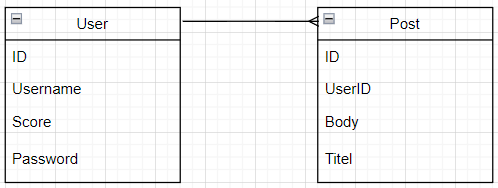 User
ID
Username
Score
Password
Post
ID
UserID
Body
Titel